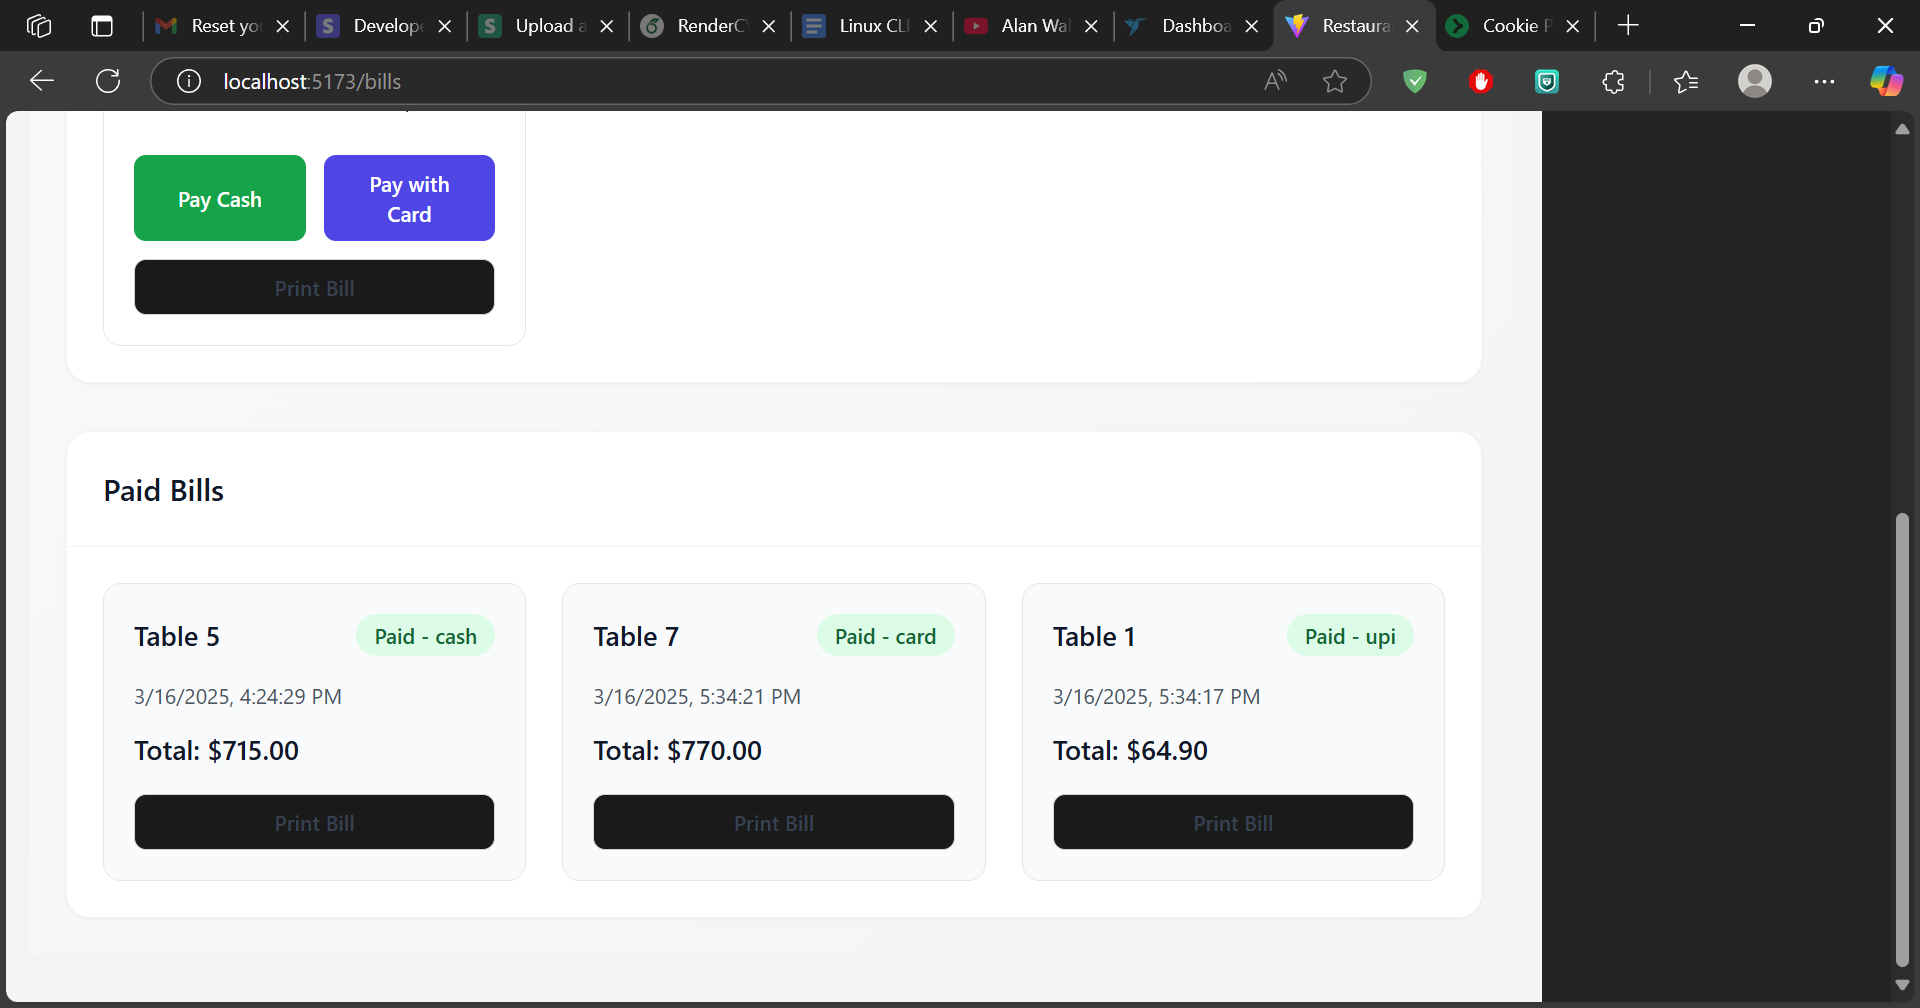 Reset yo
Develope
Upload a
RenderC
Linux CLI
Alan Wal
Dashboa
Restaura
Cookie P
localhost:5173/bills
Pay Cash
Pay with
Card
Print Bill
Paid Bills
Table 5
Paid - cash
3/16/2025, 4:24:29 PM
Total: $715.00
Print Bill
Table 7
Paid - card
3/16/2025, 5:34:21 PM
Total: $770.00
Print Bill
Table 1
Paid - upi
3/16/2025, 5:34:17 PM
Total: $64.90
Print Bill